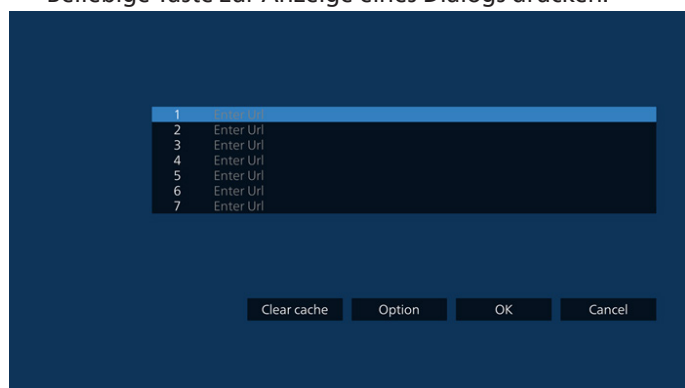 Beliebige Taste zur Anzeige eines Dialogs drücken.
1 Enter Url
2 Enter Url
3 Enter Url
4 Enter Url
5 Enter Url
6 Enter Url
7 Enter Url
Clear cache Option OK Cancel